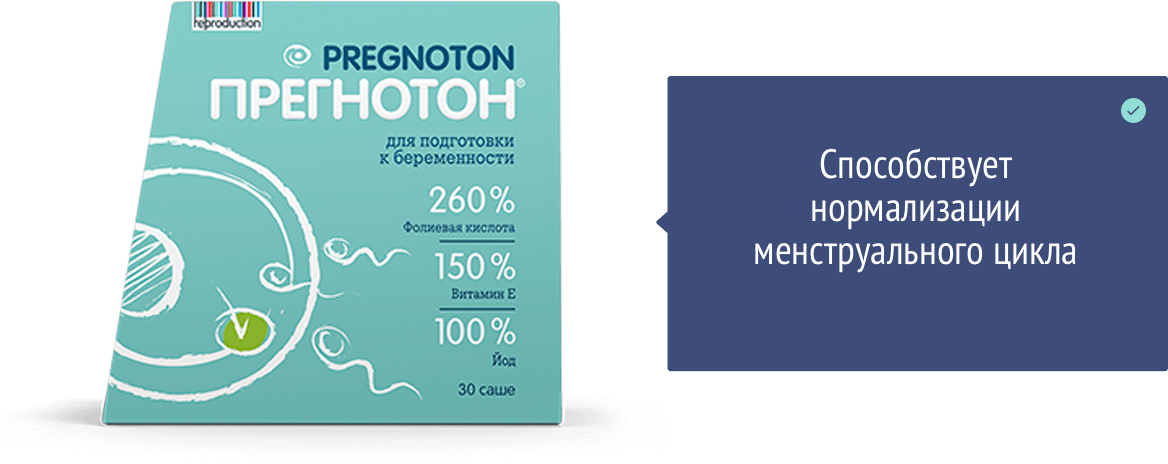 reproduction
PREGNOTON
ПРЕГНОТОН®
для подготовки
к беременности
260%
Фолиевая кислота
150%
Витамин Е
100%
Йод
30 саше
Способствует
нормализации
менструального цикла